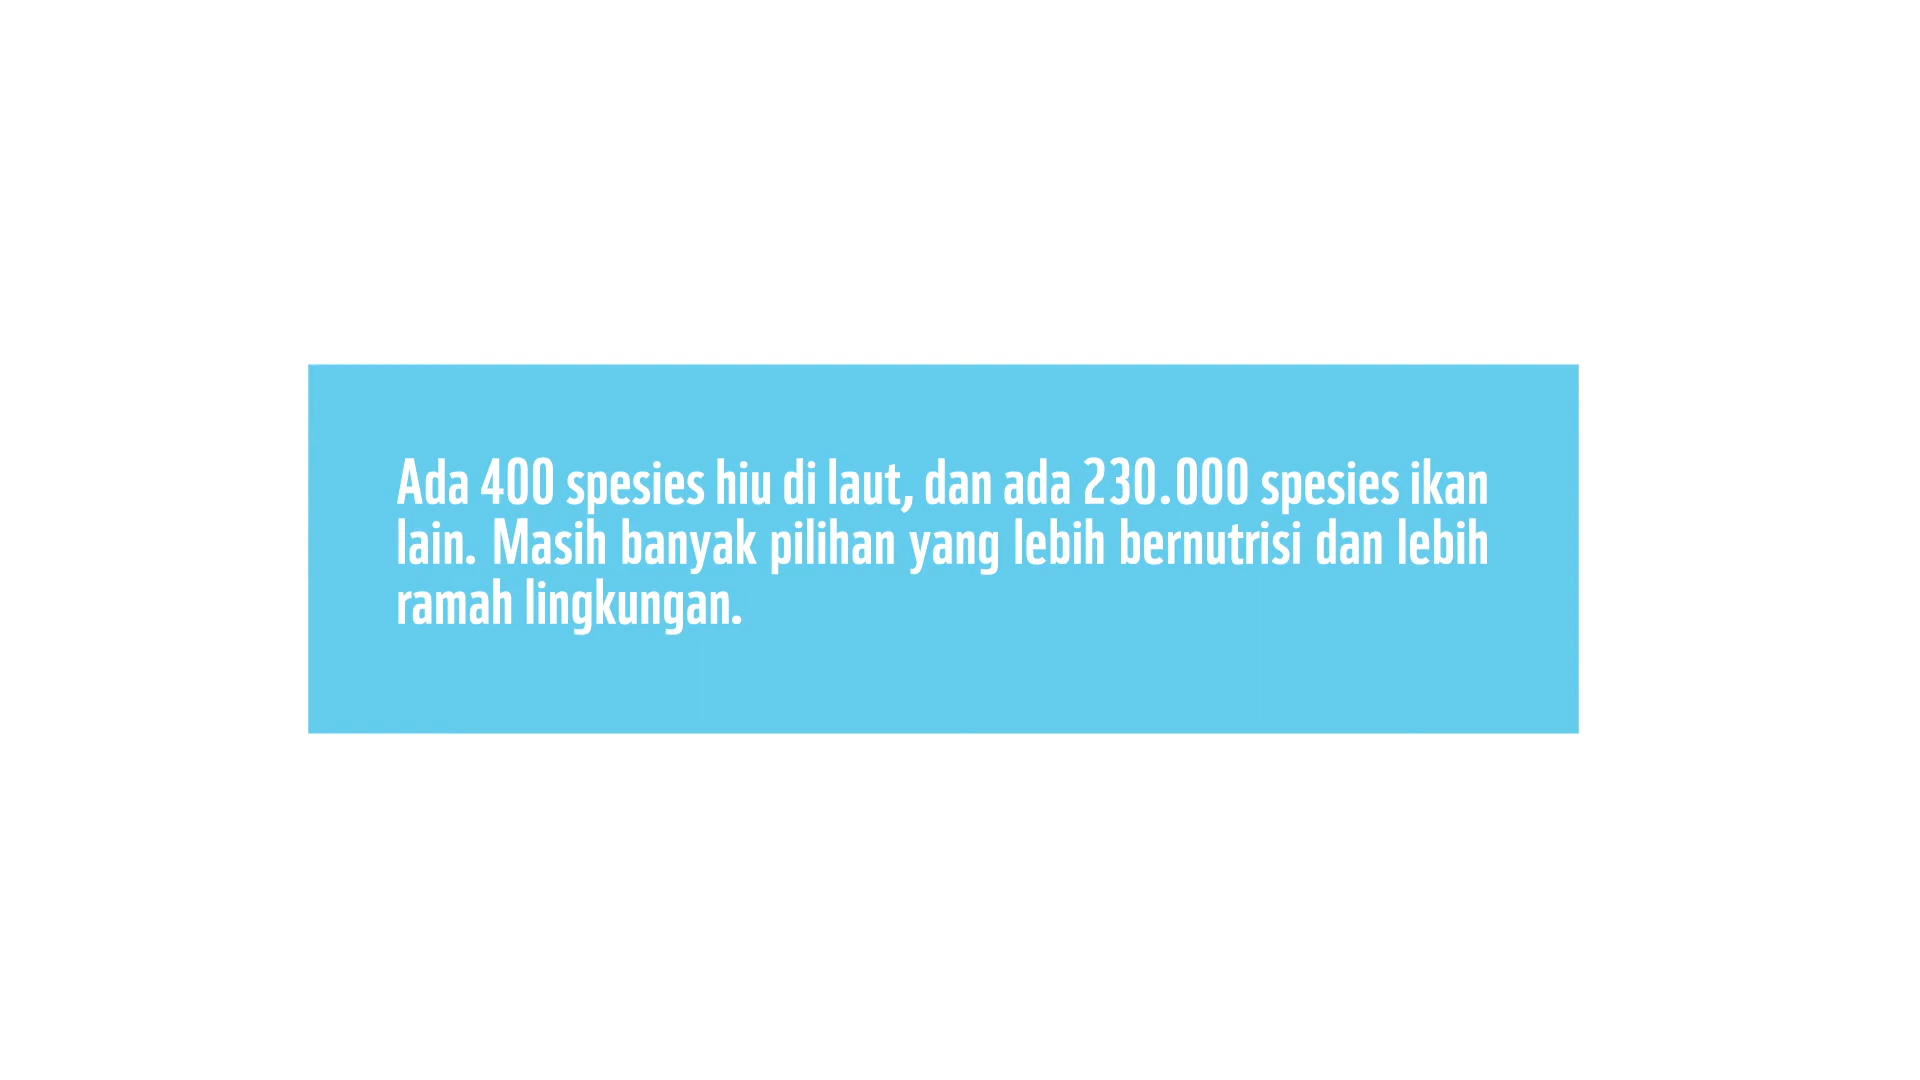 Ada 400 spesies hiu di laut, dan ada 230.000 spesies ikan
lain. Masih banyak pilihan yang lebih bernutrisi dan lebih
ramah lingkungan.